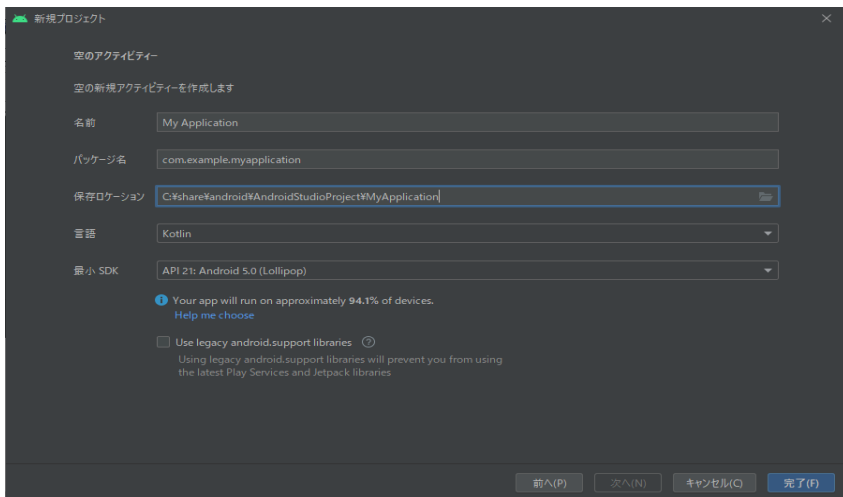 新規プロジェクト
空のアクティビティー
空の新規アクティビティーを作成します
名前 My Application
パッケージ名 com.example.myapplication
保存ロケーション C:¥share¥android¥AndroidStudioProject¥MyApplication
言語 Kotlin
最小 SDK API 21: Android 5.0 (Lollipop)
Your app will run on approximately 94.1% of devices.
Help me choose
Use legacy android.support libraries ?
Using legacy android.support libraries will prevent you from using
the latest Play Services and Jetpack libraries
前へ(P) 次へ(N) キャンセル(C) 完了(F)